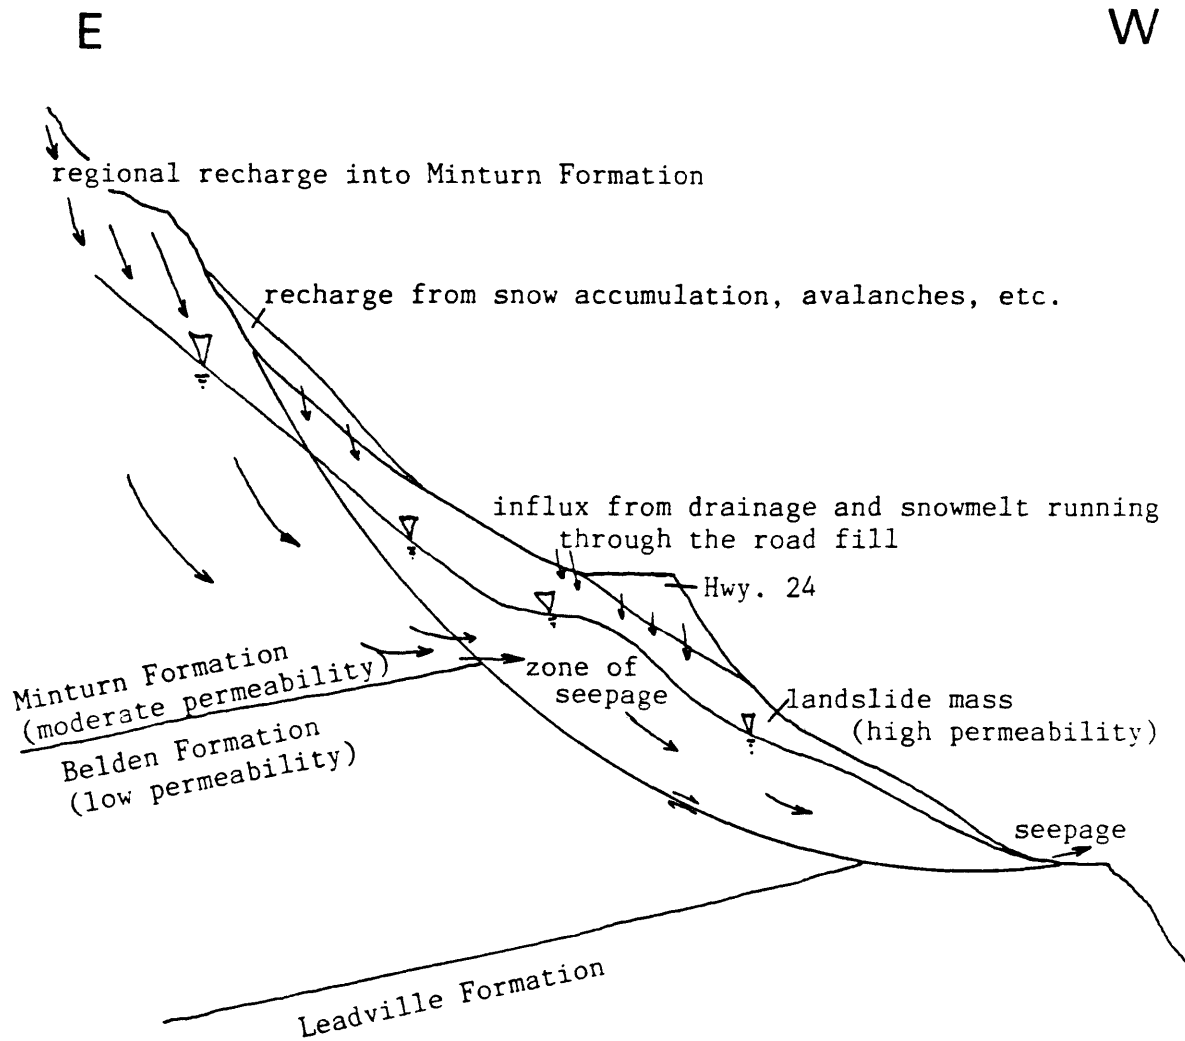 E
W
regional recharge into Minturn Formation
recharge from snow accumulation, avalanches, etc.
influx from drainage and snowmelt running
through the road fill
Hwy. 24
zone of
seepage
Minturn Formation
(moderate permeability)
Belden Formation
(low permeability)
landslide mass
(high permeability)
seepage
Leadville Formation